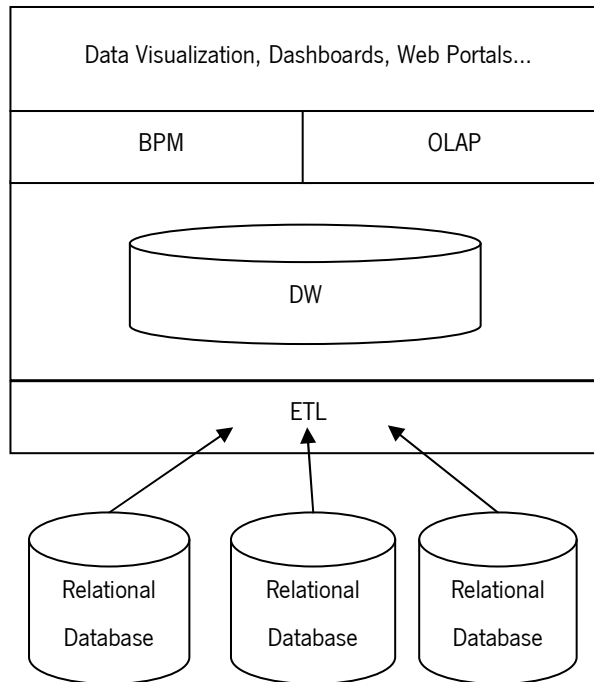 Data Visualization, Dashboards, Web Portals...
BPM
OLAP
DW
ETL
Relational
Database
Relational
Database
Relational
Database